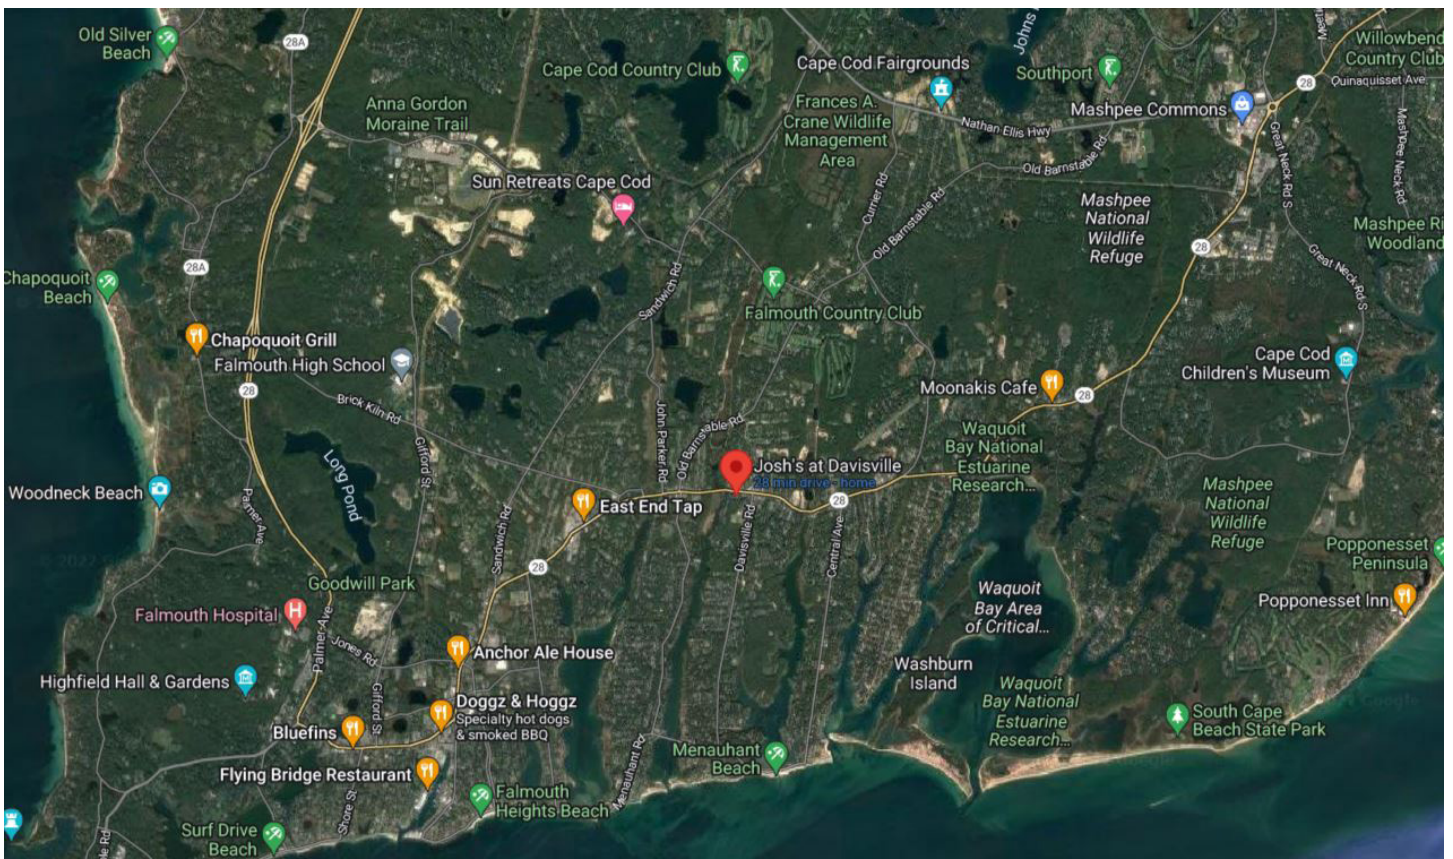 Old Silver
Beach
28A
Anna Gordon
Moraine Trail
Cape Cod Country Club
Cape Cod Fairgrounds
Frances A.
Crane Wildlife
Management
Area
Johns
Southport
Mashpee Commons
28
Willowbend
Country Club
Quinaquisset Ave
Nathan Ellis Hwy
Old Barnstable Rd
Great Neck Rd S
Mashpee Neck Rd
Sun Retreats Cape Cod
Currier Rd
Old Barnstable Rd
Mashpee
National
Wildlife
Refuge
28
Mashpee Ri
Woodland
Great Neck Rd S
28A
Chapoquoit
Beach
Sandwich Rd
Falmouth Country Club
Chapoquoit Grill
Falmouth High School
28
Brick Kiln Rd
Gifford St
John Parker Rd
Old Barnstable Rd
Moonakis Cafe
28
Cape Cod
Children's Museum
Waquoit
Bay National
Estuarine
Research...
Long Pond
Woodneck Beach
Palmer Ave
Sandwich Rd
East End Tap
Josh's at Davisville
28 min drive - home
28
Davisville Rd
Central Ave
Mashpee
National
Wildlife
Refuge
28
Goodwill Park
Popponesset
Peninsula
Popponesset Inn
Waquoit
Bay Area
of Critical...
Falmouth Hospital
Palmer Ave
Jones Rd
Anchor Ale House
Highfield Hall & Gardens
Gifford St
Doggz & Hoggz
Specialty hot dogs
& smoked BBQ
Washburn
Island
Waquoit
Bay National
Estuarine
Research...
South Cape
Beach State Park
Bluefins
Flying Bridge Restaurant
Menauhant Rd
Menauhant
Beach
Falmouth
Heights Beach
Shore St
Surf Drive
Beach